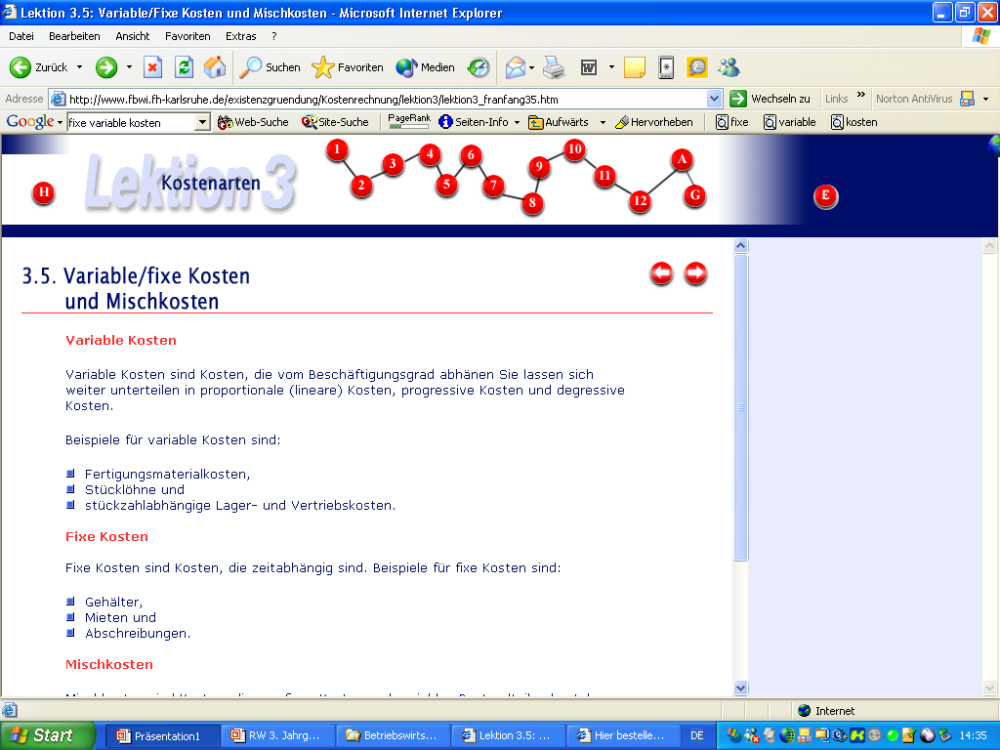 Lektion 3.5: Variable/Fixe Kosten und Mischkosten - Microsoft Internet Explorer
Datei Bearbeiten Ansicht Favoriten Extras ?
Zurück Suchen Favoriten Medien
Adresse http://www.fbwi.fh-karlsruhe.de/existenzgruendung/Kostenrechnung/lektion3/lektion3_franfang35.htm Wechseln zu Links » Norton AntiVirus
Google fixe variable kosten Web-Suche Site-Suche PageRank Seiten-Info Aufwärts Hervorheben fixe variable kosten
H Lektion 3 Kostenarten 1 2 3 4 5 6 7 8 9 10 11 12 A G E
3.5. Variable/fixe Kosten
und Mischkosten
Variable Kosten
Variable Kosten sind Kosten, die vom Beschäftigungsgrad abhänen Sie lassen sich
weiter unterteilen in proportionale (lineare) Kosten, progressive Kosten und degressive
Kosten.
Beispiele für variable Kosten sind:
Fertigungsmaterialkosten,
Stücklöhne und
stückzahlabhängige Lager- und Vertriebskosten.
Fixe Kosten
Fixe Kosten sind Kosten, die zeitabhängig sind. Beispiele für fixe Kosten sind:
Gehälter,
Mieten und
Abschreibungen.
Mischkosten
Internet
Start Präsentation1 RW 3. Jahrg... Betriebswirts... Lektion 3.5: ... Hier bestelle... DE 14:35